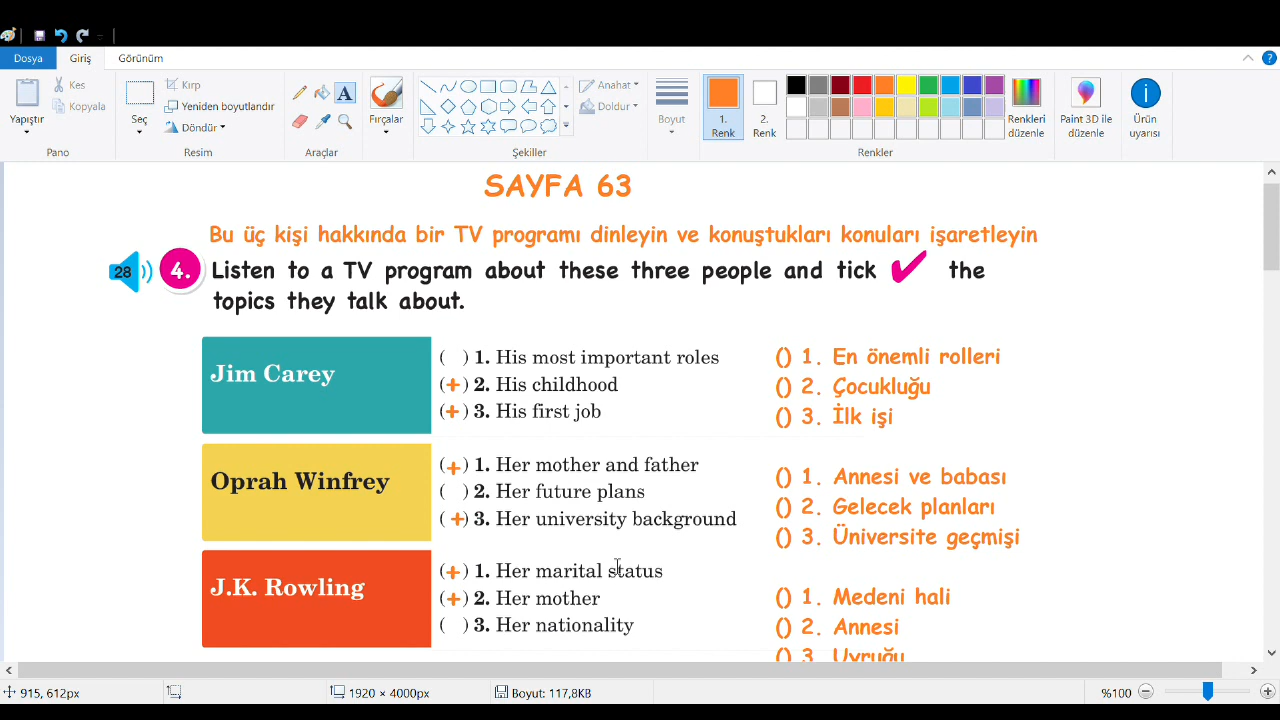 Dosya Giriş Görünüm
Yapıştır
Kes
Kopyala
Pano
Seç
Kırp
Yeniden boyutlandır
Döndür
Resim
A
Araçlar
Fırçalar
Şekiller
Anahat
Doldur
Boyut
1. Renk
2. Renk
Renkler
Renkleri düzenle
Paint 3D ile düzenle
Ürün uyarısı
SAYFA 63
Bu üç kişi hakkında bir TV programı dinleyin ve konuştukları konuları işaretleyin
28 4. Listen to a TV program about these three people and tick ✔ the
topics they talk about.
Jim Carey
( ) 1. His most important roles () 1. En önemli rolleri
(+) 2. His childhood () 2. Çocukluğu
(+) 3. His first job () 3. İlk işi
Oprah Winfrey
(+) 1. Her mother and father () 1. Annesi ve babası
( ) 2. Her future plans () 2. Gelecek planları
(+) 3. Her university background () 3. Üniversite geçmişi
J.K. Rowling
(+) 1. Her marital status () 1. Medeni hali
(+) 2. Her mother () 2. Annesi
( ) 3. Her nationality () 3. Uyruğu
915, 612px 1920 × 4000px Boyut: 117,8KB %100